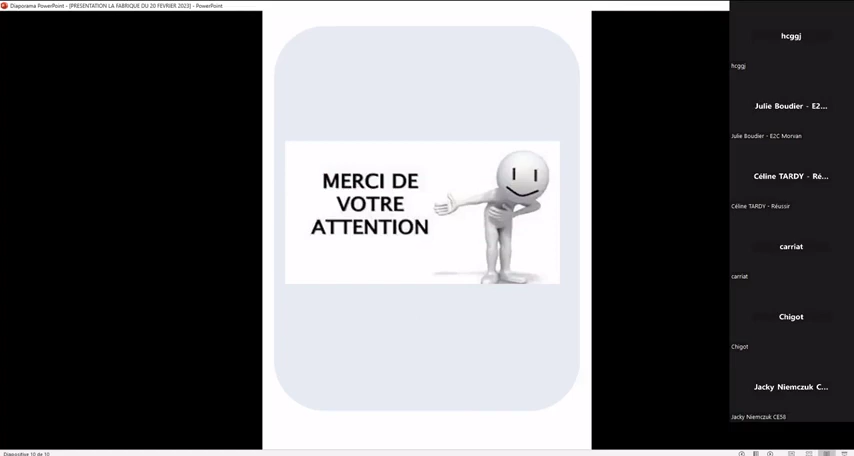 Diaporama PowerPoint - [PRESENTATION LA FABRIQUE DU 20 FEVRIER 2023] - PowerPoint
MERCI DE
VOTRE
ATTENTION
hcggj
hcggj
Julie Boudier - E2...
Julie Boudier - E2C Morvan
Céline TARDY - Ré...
Céline TARDY - Réussir
carriat
carriat
Chigot
Chigot
Jacky Niemczuk C...
Jacky Niemczuk CE58
Diapositive 10 de 10